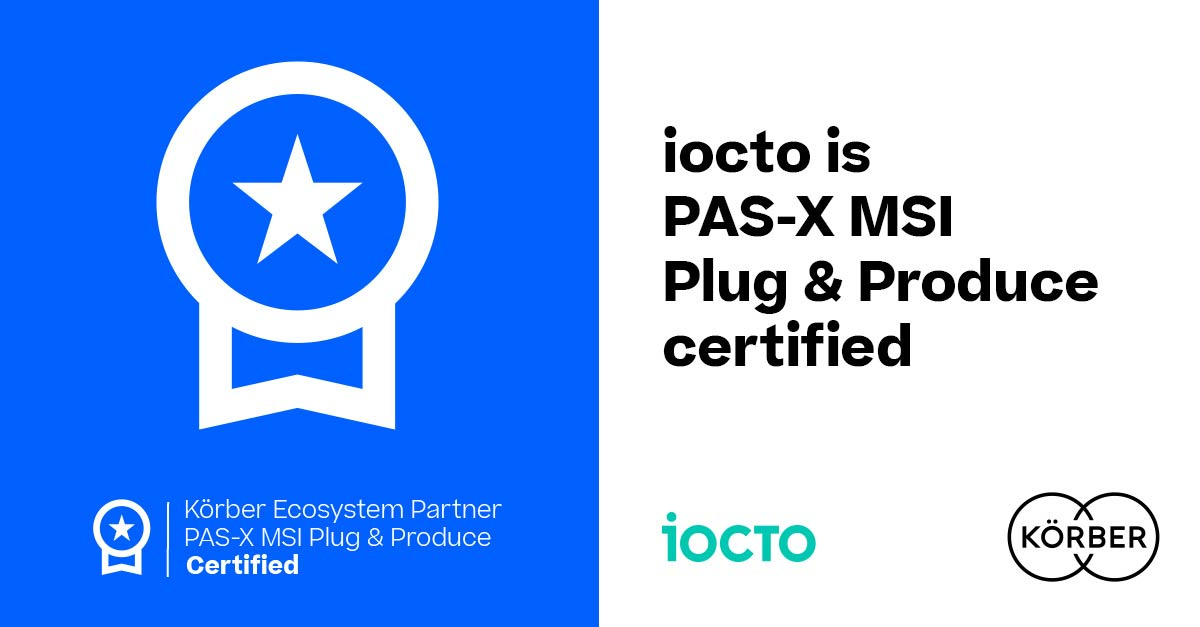 iocto is
PAS-X MSI
Plug & Produce
certified
Körber Ecosystem Partner
PAS-X MSI Plug & Produce
Certified
iocto
KÖRBER